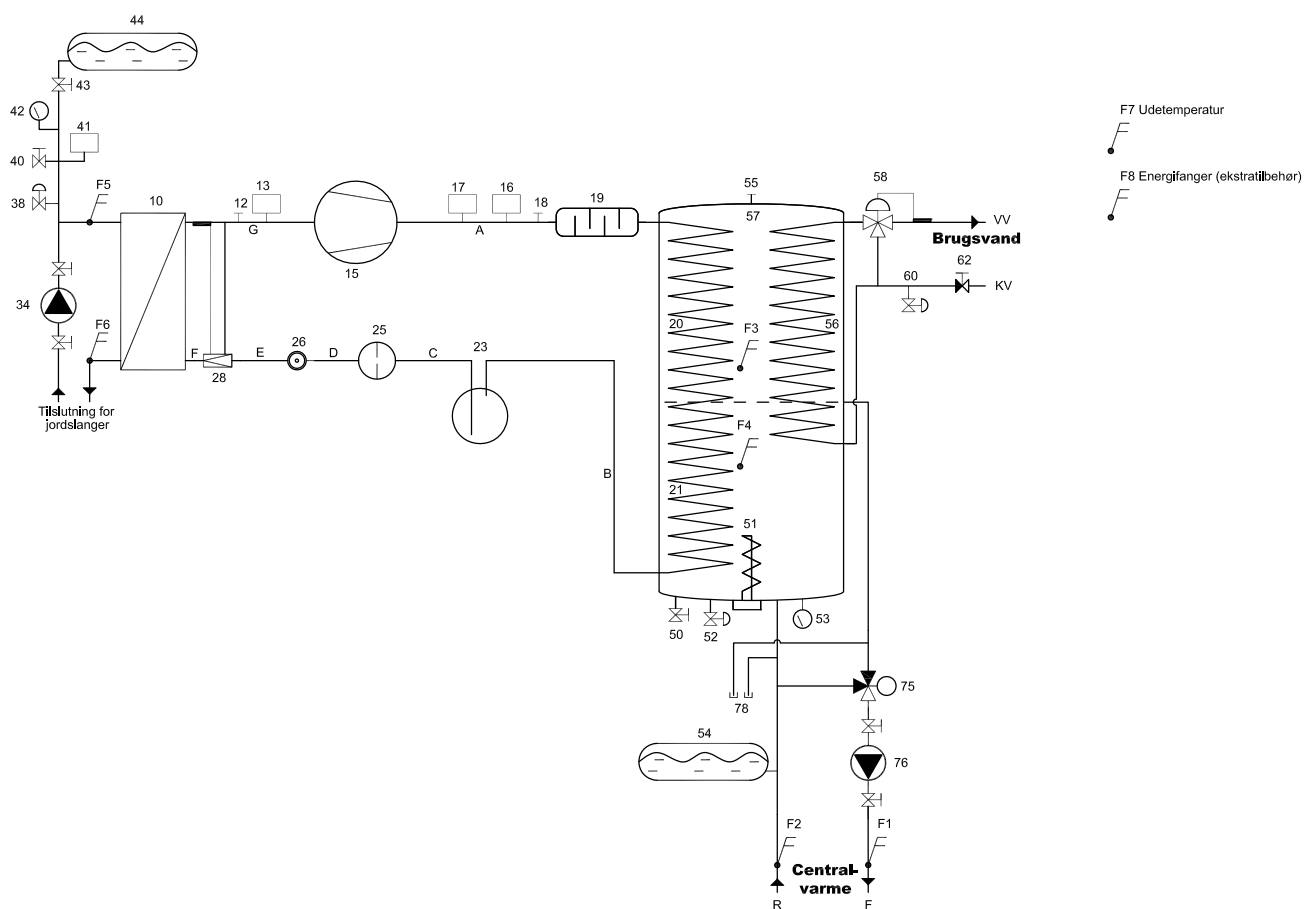 44
43
42
41
40
38
F5
10
12
13
G
15
17
16
18
A
19
55
57
58
VV
Brugsvand
62
60
KV
F7 Udetemperatur
F8 Energifanger (ekstratilbehør)
34
F6
F
28
E
26
D
25
C
23
20
F3
56
Tilslutning for
jordslanger
F4
B
21
51
50
52
53
75
78
54
76
F2
F1
Central-
varme
R
F